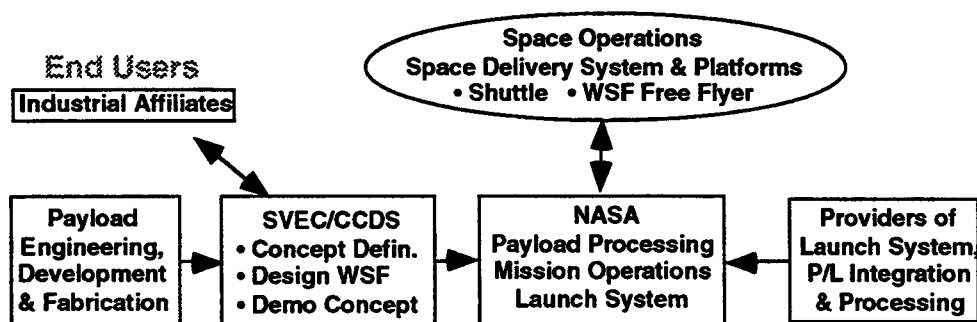 Space Operations
Space Delivery System & Platforms
• Shuttle • WSF Free Flyer
End Users
Industrial Affiliates
Payload
Engineering,
Development
& Fabrication
SVEC/CCDS
• Concept Defin.
• Design WSF
• Demo Concept
NASA
Payload Processing
Mission Operations
Launch System
Providers of
Launch System,
P/L Integration
& Processing